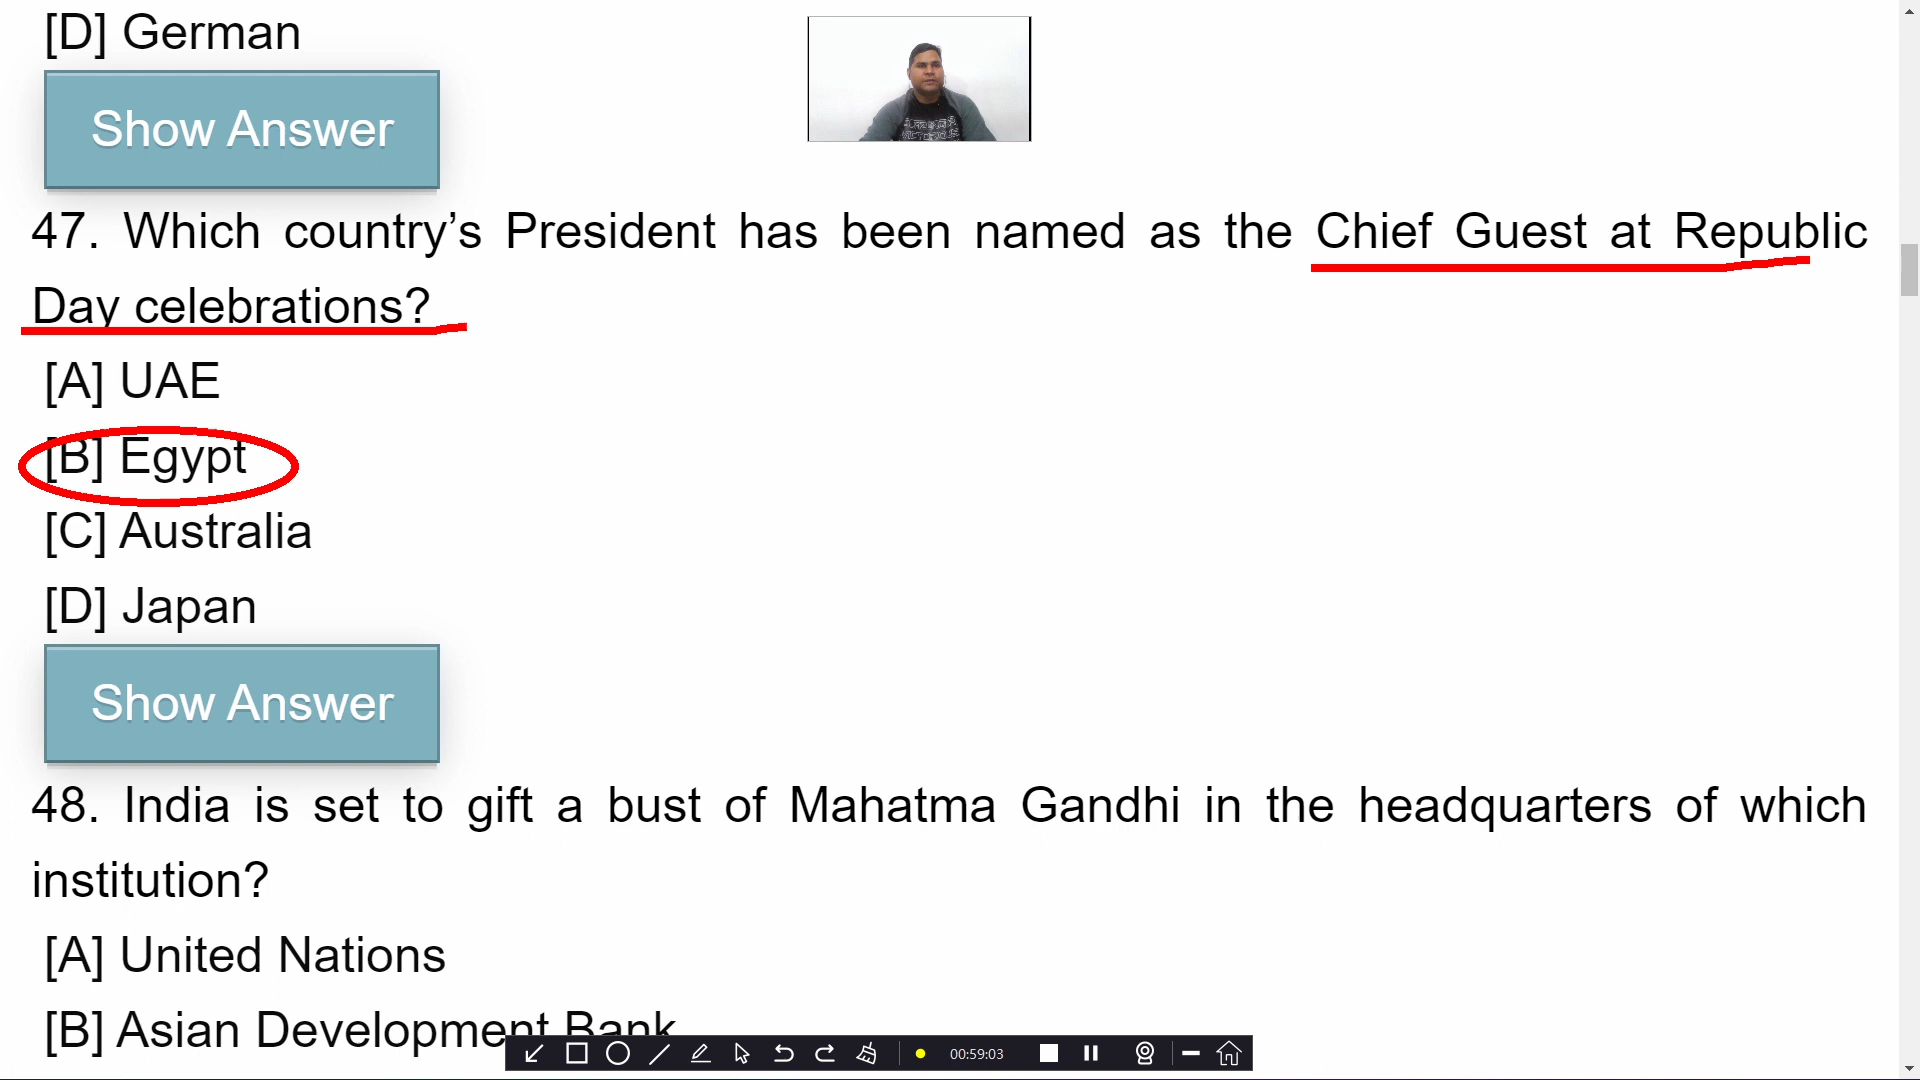 [D] German
Show Answer
47. Which country’s President has been named as the Chief Guest at Republic
Day celebrations?
[A] UAE
[B] Egypt
[C] Australia
[D] Japan
Show Answer
48. India is set to gift a bust of Mahatma Gandhi in the headquarters of which
institution?
[A] United Nations
[B] Asian Development Bank
00:59:03